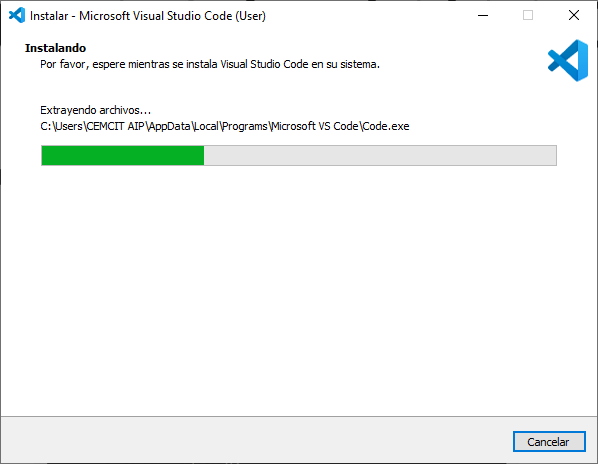 Instalar - Microsoft Visual Studio Code (User)
Instalando
Por favor, espere mientras se instala Visual Studio Code en su sistema.
Extrayendo archivos...
C:\Users\CEMCIT AIP\AppData\Local\Programs\Microsoft VS Code\Code.exe
Cancelar